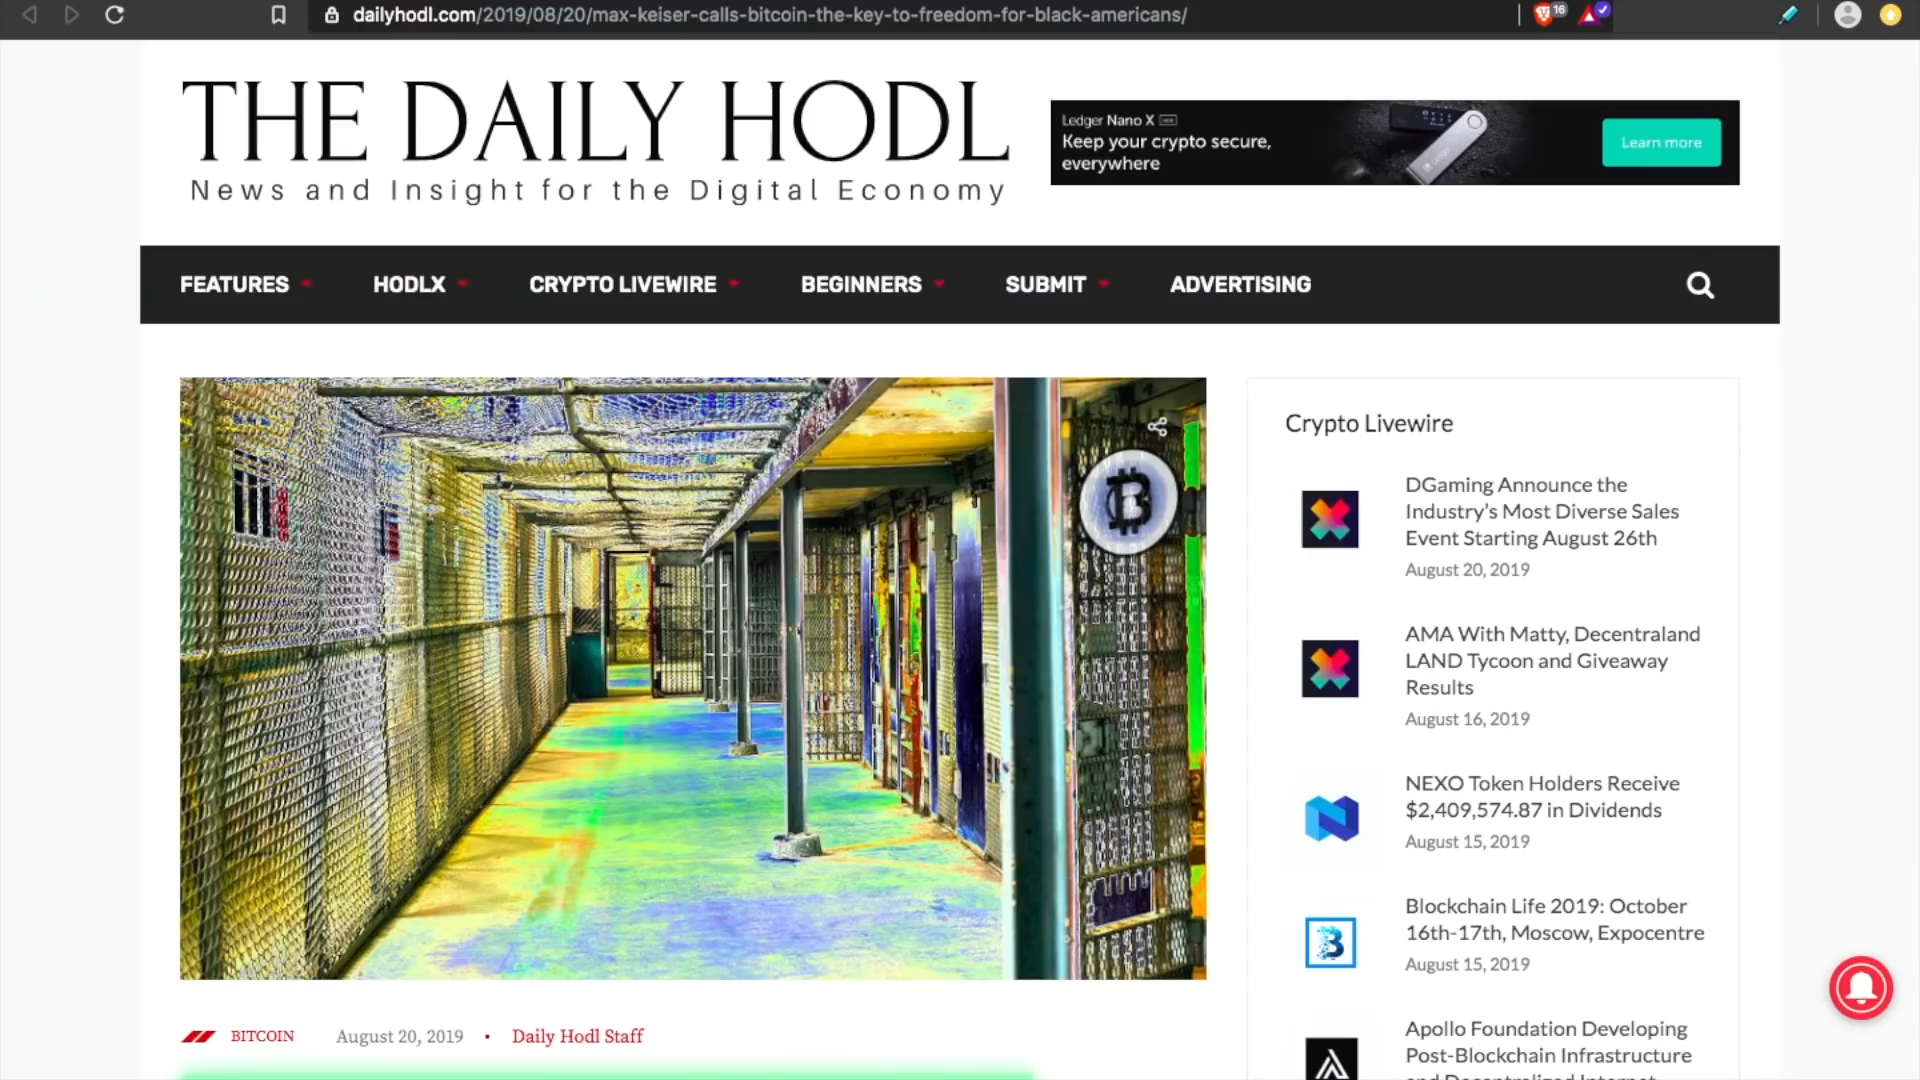 dailyhodl.com/2019/08/20/max-keiser-calls-bitcoin-the-key-to-freedom-for-black-americans/
16
THE DAILY HODL
News and Insight for the Digital Economy
Ledger Nano X NEW
Keep your crypto secure,
everywhere
Learn more
FEATURES HODLX CRYPTO LIVEWIRE BEGINNERS SUBMIT ADVERTISING
Crypto Livewire
DGaming Announce the
Industry's Most Diverse Sales
Event Starting August 26th
August 20, 2019
AMA With Matty, Decentraland
LAND Tycoon and Giveaway
Results
August 16, 2019
NEXO Token Holders Receive
$2,409,574.87 in Dividends
August 15, 2019
Blockchain Life 2019: October
16th-17th, Moscow, Expocentre
August 15, 2019
Apollo Foundation Developing
Post-Blockchain Infrastructure
and Decentralized Internet
BITCOIN August 20, 2019 • Daily Hodl Staff